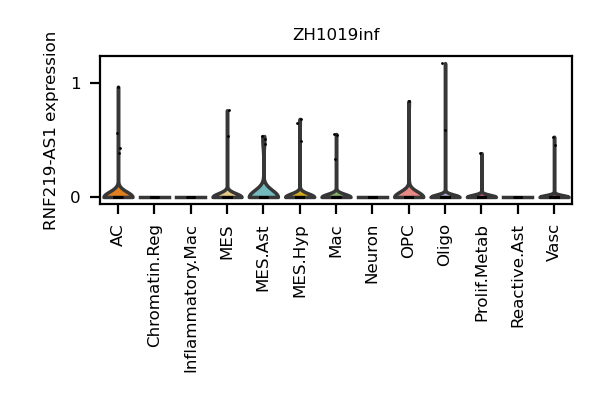 ZH1019inf
RNF219-AS1 expression
1
0
AC
Chromatin.Reg
Inflammatory.Mac
MES
MES.Ast
MES.Hyp
Mac
Neuron
OPC
Oligo
Prolif.Metab
Reactive.Ast
Vasc